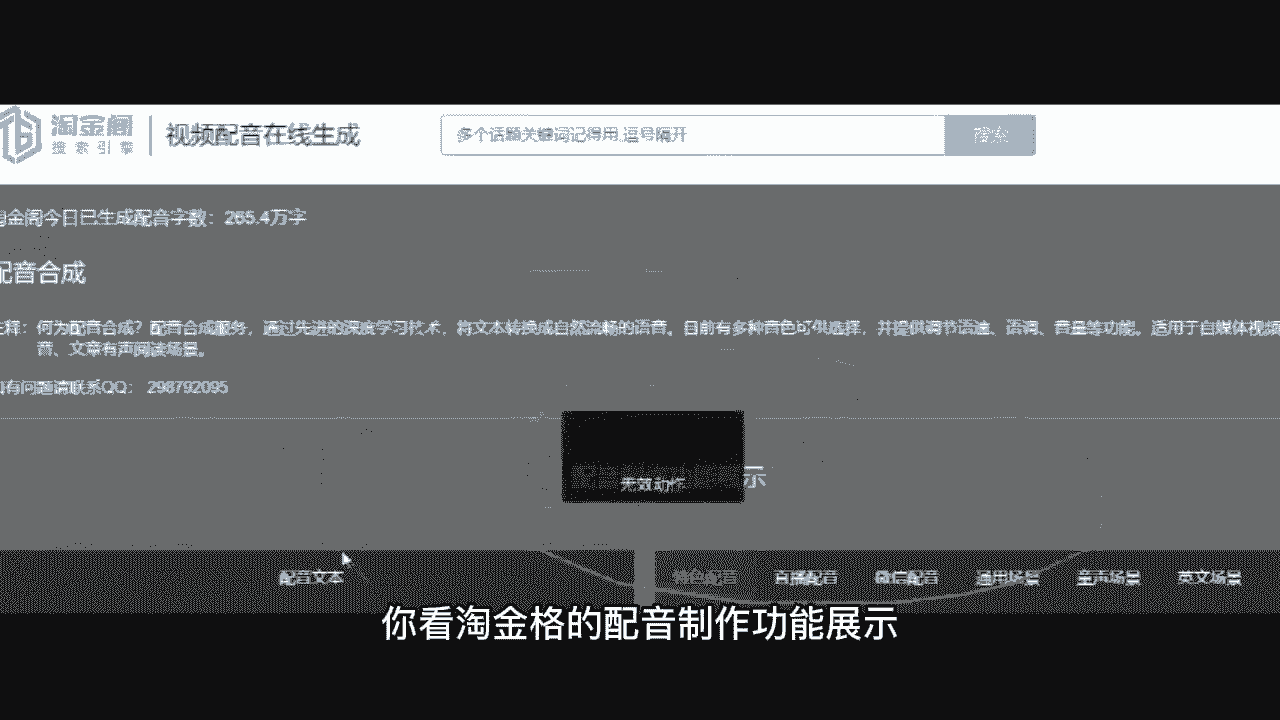 淘金阁 视频配音在线生成 多个话题关键词记得用,逗号隔开 搜索
搜索引擎
金阁今日已生成配音字数：265.4万字
配音合成
注释：何为配音合成？配音合成服务，通过先进的深度学习技术，将文本转换成自然流畅的语音。目前有多种音色可供选择，并提供调节语速、语调、音量等功能。适用于自媒体视频
音、文章有声阅读场景。
有问题请联系QQ： 298792095
示
无效动作
配音文本 特色配音 直播配音 微信配音 通用场景 童声场景 英文场景
你看淘金格的配音制作功能展示